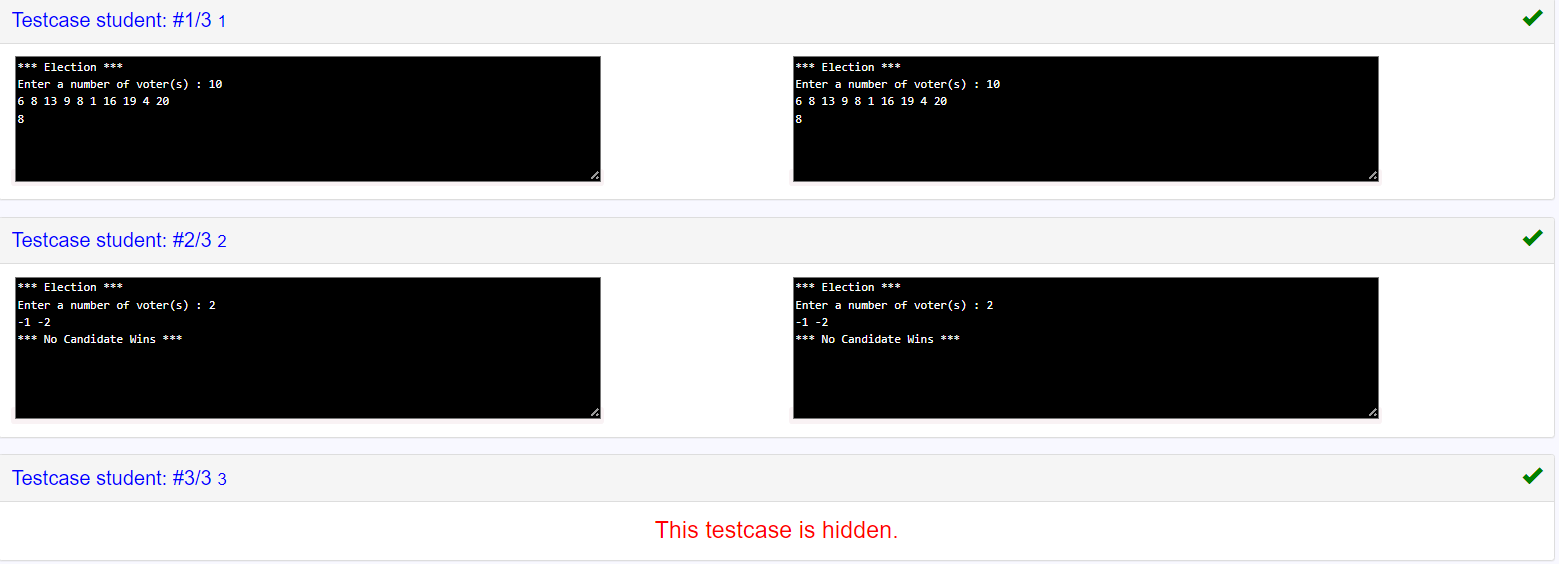 Testcase student: #1/3 1
*** Election ***
Enter a number of voter(s) : 10
6 8 13 9 8 1 16 19 4 20
8
*** Election ***
Enter a number of voter(s) : 10
6 8 13 9 8 1 16 19 4 20
8
Testcase student: #2/3 2
*** Election ***
Enter a number of voter(s) : 2
-1 -2
*** No Candidate Wins ***
*** Election ***
Enter a number of voter(s) : 2
-1 -2
*** No Candidate Wins ***
Testcase student: #3/3 3
This testcase is hidden.